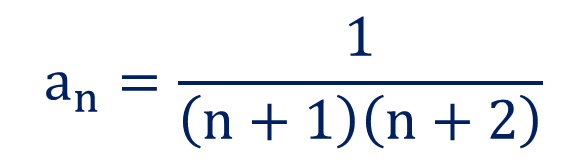 aₙ = 1 / (n + 1)(n + 2)